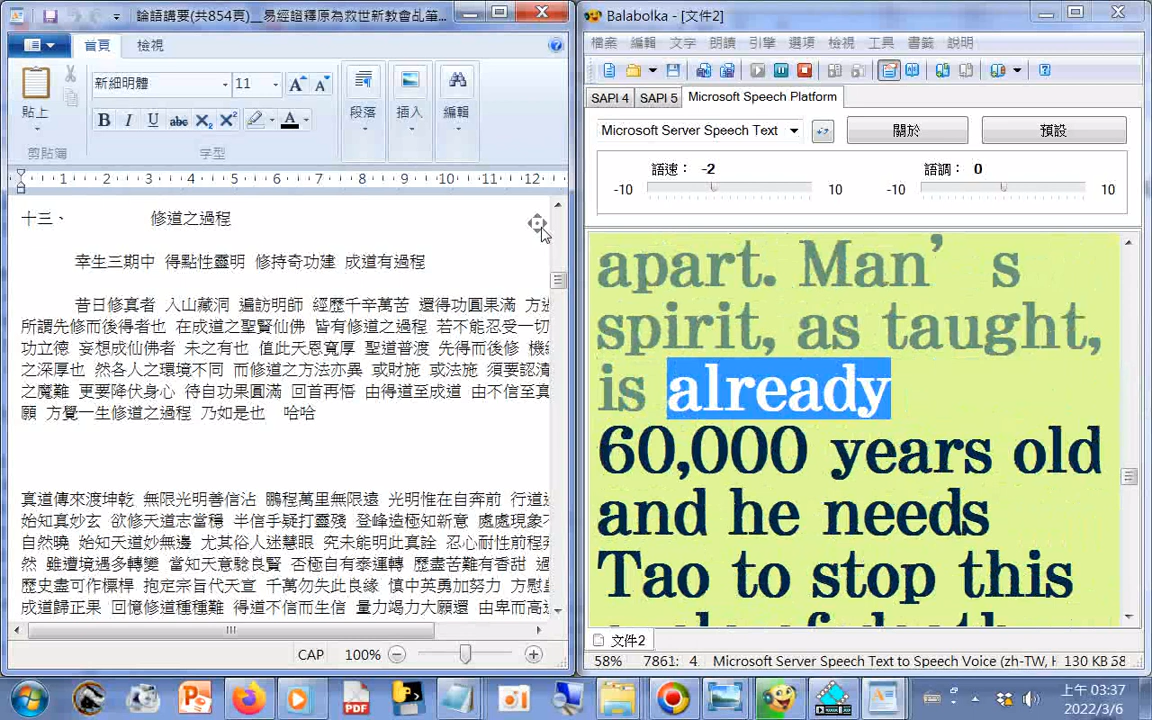 論語講要(共854頁)__易經證釋原為救世新教會乩筆...
首頁 檢視
新細明體 11
貼上
B I U abc X₂ X²
段落 插入 編輯
剪貼簿 字型
1 2 3 4 5 6 7 8 9 10 11 12
十三、 修道之過程
幸生三期中 得點性靈明 修持奇功建 成道有過程
昔日修真者 入山藏洞 遍訪明師 經歷千辛萬苦 還得功圓果滿 方
所謂先修而後得者也 在成道之聖賢仙佛 皆有修道之過程 若不能忍受一切
功立德 妄想成仙佛者 未之有也 值此天恩寬厚 聖道普渡 先得而後修 機
之深厚也 然各人之環境不同 而修道之方法亦異 或財施 或法施 須要認清
之魔難 更要降伏身心 待自功果圓滿 回首再悟 由得道至成道 由不信至真
願 方覺一生修道之過程 乃如是也 哈哈
真道傳來渡坤乾 無限光明善信沾 鵬程萬里無限遠 光明惟在自奔前 行道
始知真妙玄 欲修天道志當穩 半信乎疑打靈殘 登峰造極知新意 處處現象
自然曉 始知天道妙無邊 尤其俗人迷慧眼 究未能明此真詮 忍心耐性前程
然 雖遭境遇多轉變 當知天意騐良賢 否極自有泰運轉 歷盡苦難有香甜 過
歷史盡可作標桿 抱定宗旨代天宣 千萬勿失此良緣 慎中英勇加努力 方慰
成道歸正果 回憶修道種種難 得道不信而生信 量力竭力大願還 由卑而高
CAP 100%
Balabolka - [文件2]
檔案 編輯 文字 朗讀 引擎 選項 檢視 工具 書籤 說明
SAPI 4 SAPI 5 Microsoft Speech Platform
Microsoft Server Speech Text 關於 預設
語速： -2 語調： 0
-10 10 -10 10
apart. Man’s
spirit, as taught,
is already
60,000 years old
and he needs
Tao to stop this
文件2
58% 7861: 4 Microsoft Server Speech Text to Speech Voice (zh-TW, H 130 KB 58
上午 03:37
2022/3/6